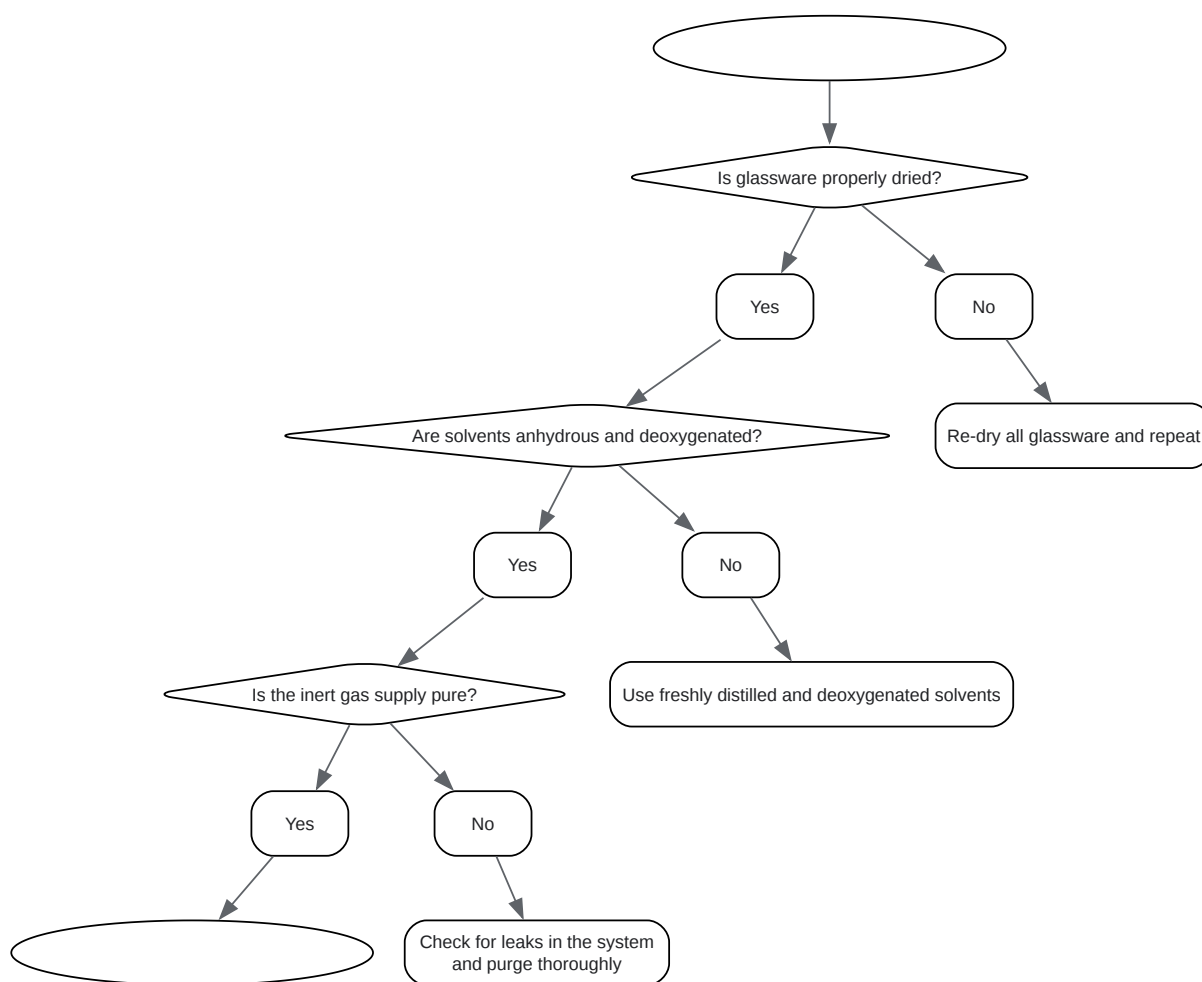 Is glassware properly dried?
Yes
No
Are solvents anhydrous and deoxygenated?
Re-dry all glassware and repeat
Yes
No
Is the inert gas supply pure?
Use freshly distilled and deoxygenated solvents
Yes
No
Check for leaks in the system
and purge thoroughly